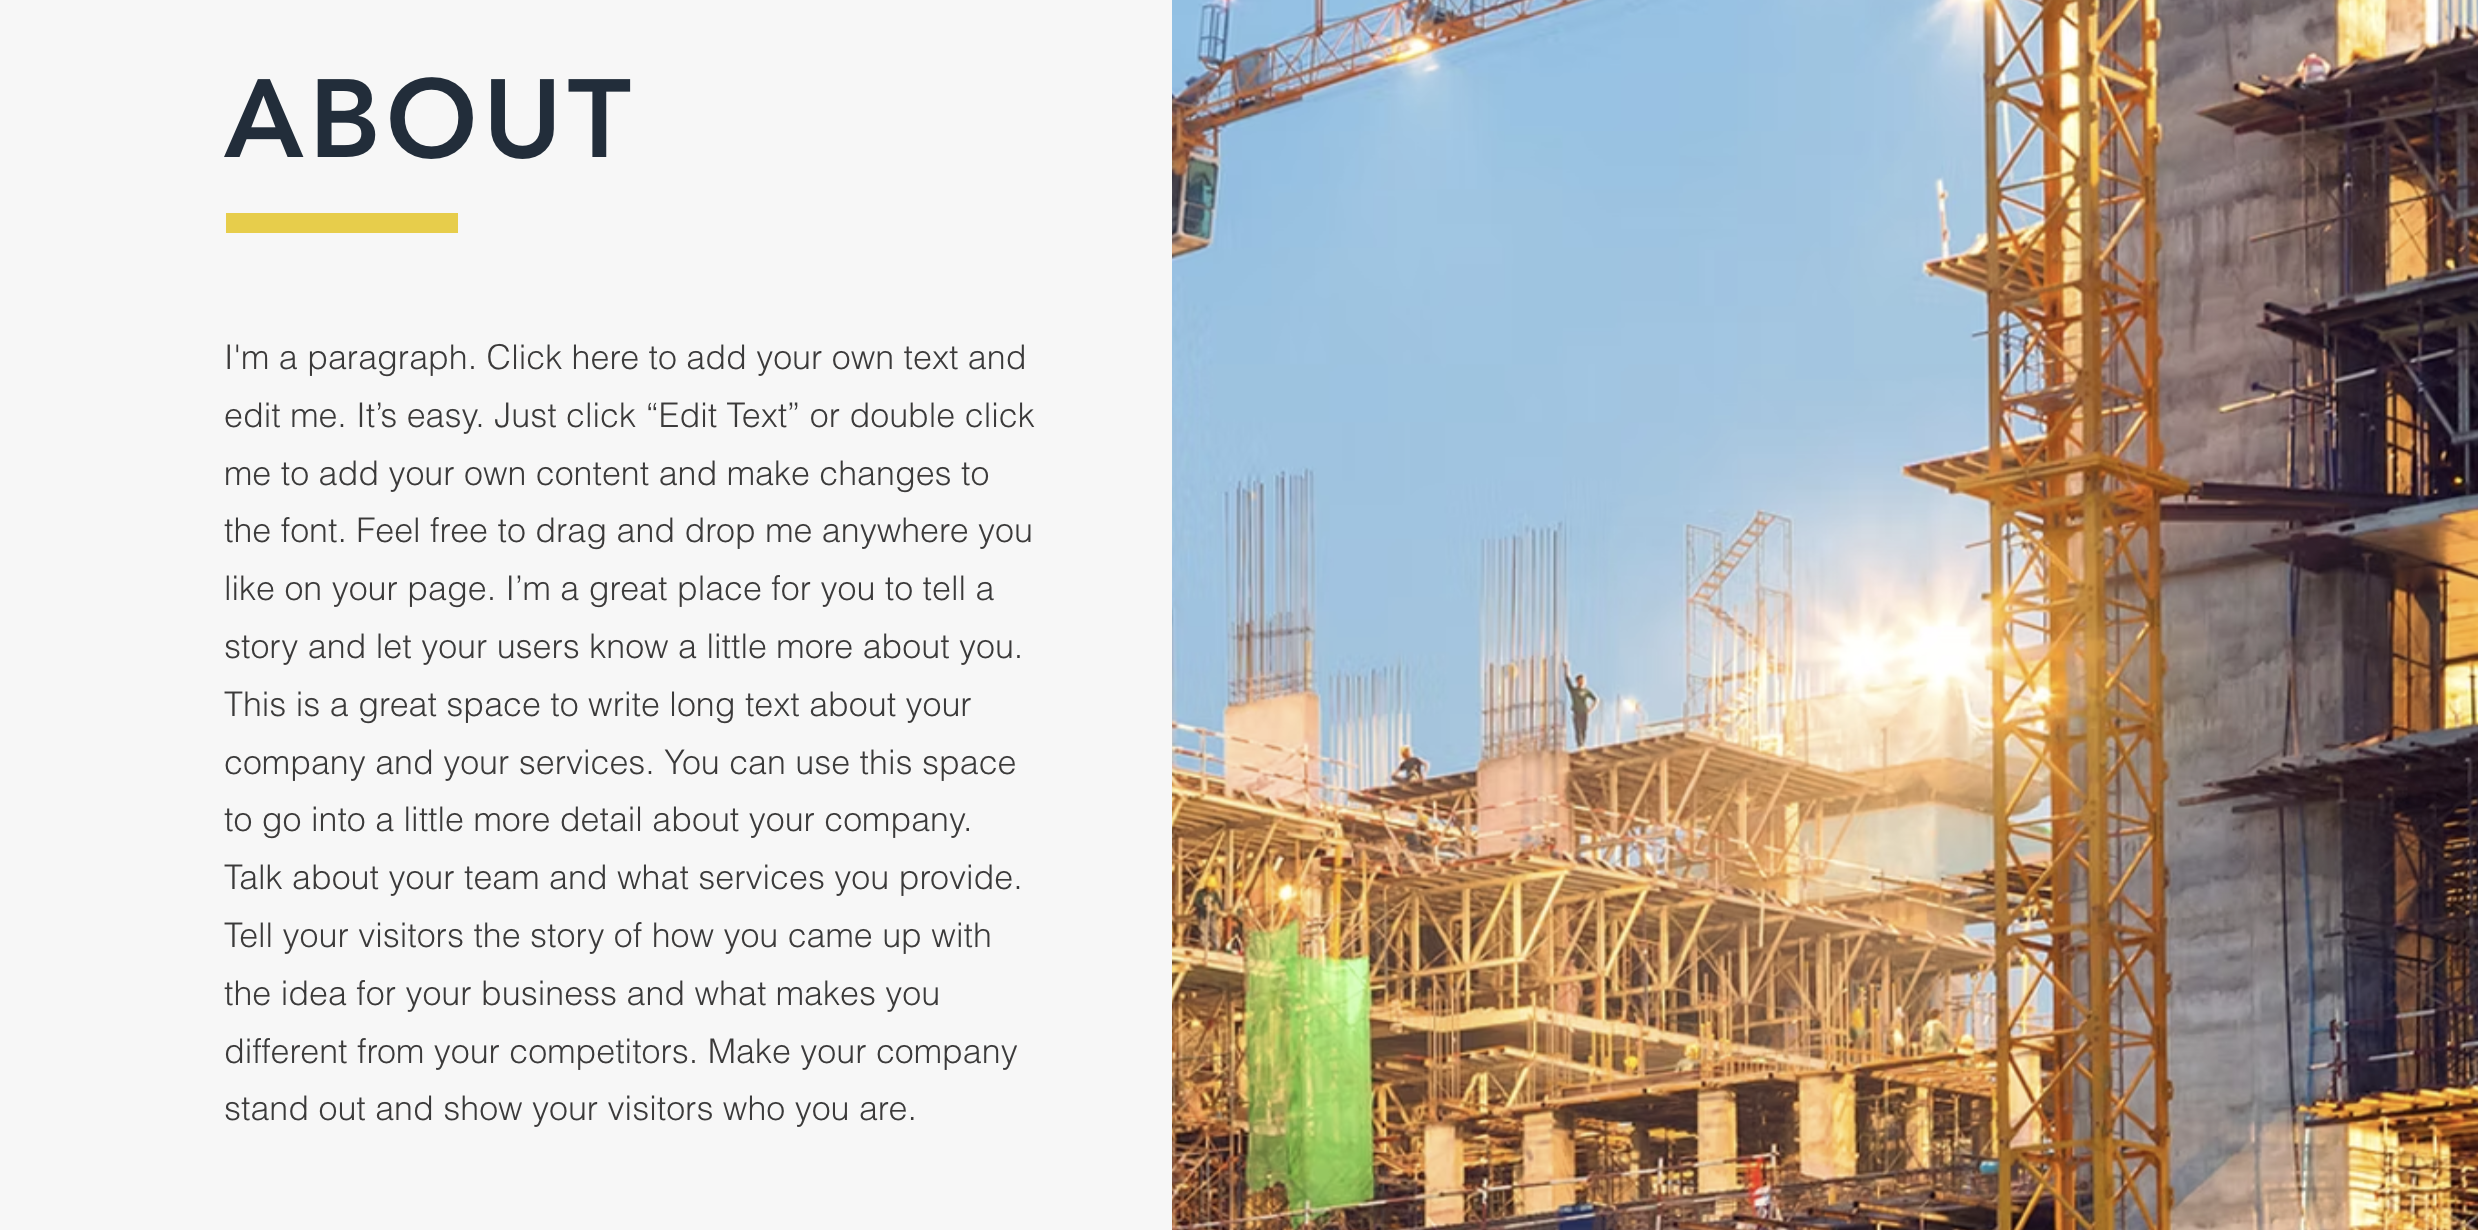 ABOUT
I'm a paragraph. Click here to add your own text and
edit me. It’s easy. Just click “Edit Text” or double click
me to add your own content and make changes to
the font. Feel free to drag and drop me anywhere you
like on your page. I’m a great place for you to tell a
story and let your users know a little more about you.
This is a great space to write long text about your
company and your services. You can use this space
to go into a little more detail about your company.
Talk about your team and what services you provide.
Tell your visitors the story of how you came up with
the idea for your business and what makes you
different from your competitors. Make your company
stand out and show your visitors who you are.